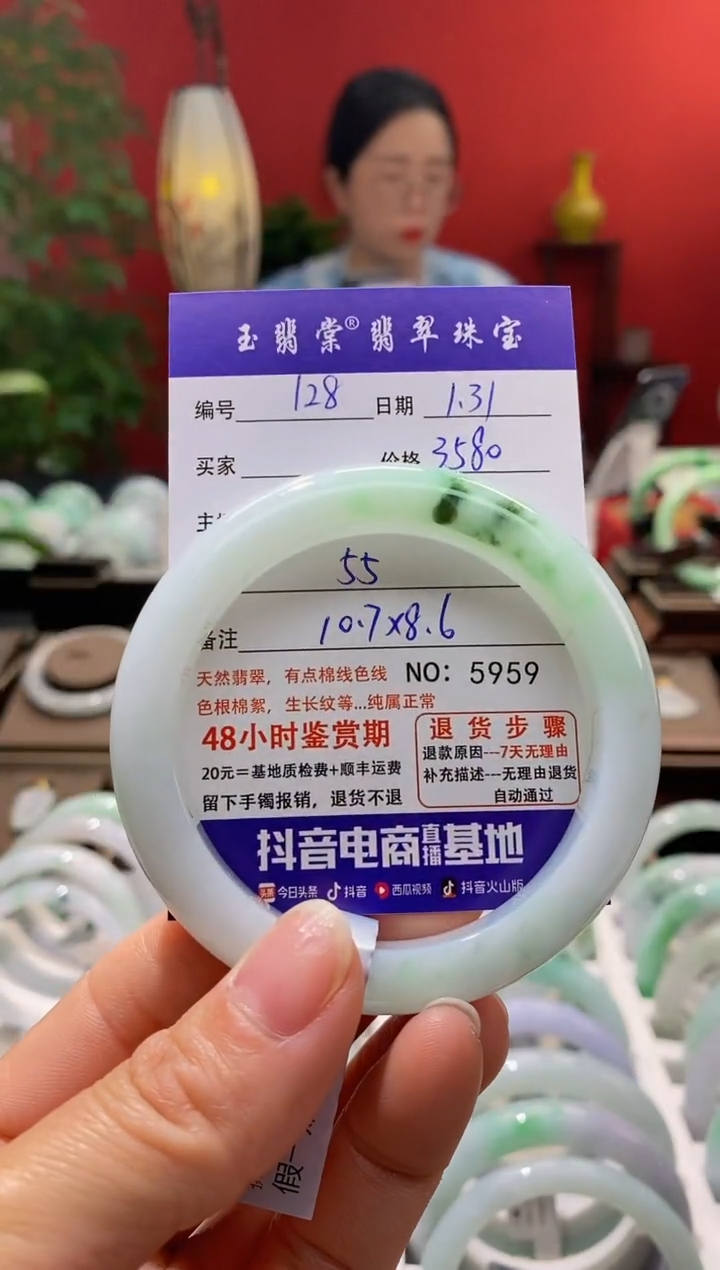 玉翡棠®翡翠珠宝
编号 128 日期 1.31
买家 价格 3580
主
55
备注 10.7x8.6
天然翡翠，有点棉线色线 NO: 5959
色根棉絮，生长纹等...纯属正常
48小时鉴赏期
20元=基地质检费+顺丰运费
留下手镯报销，退货不退
退货步骤
退款原因---7天无理由
补充描述---无理由退货
自动通过
抖音电商直播基地
头条 今日头条 抖音 西瓜视频 抖音火山版
假一